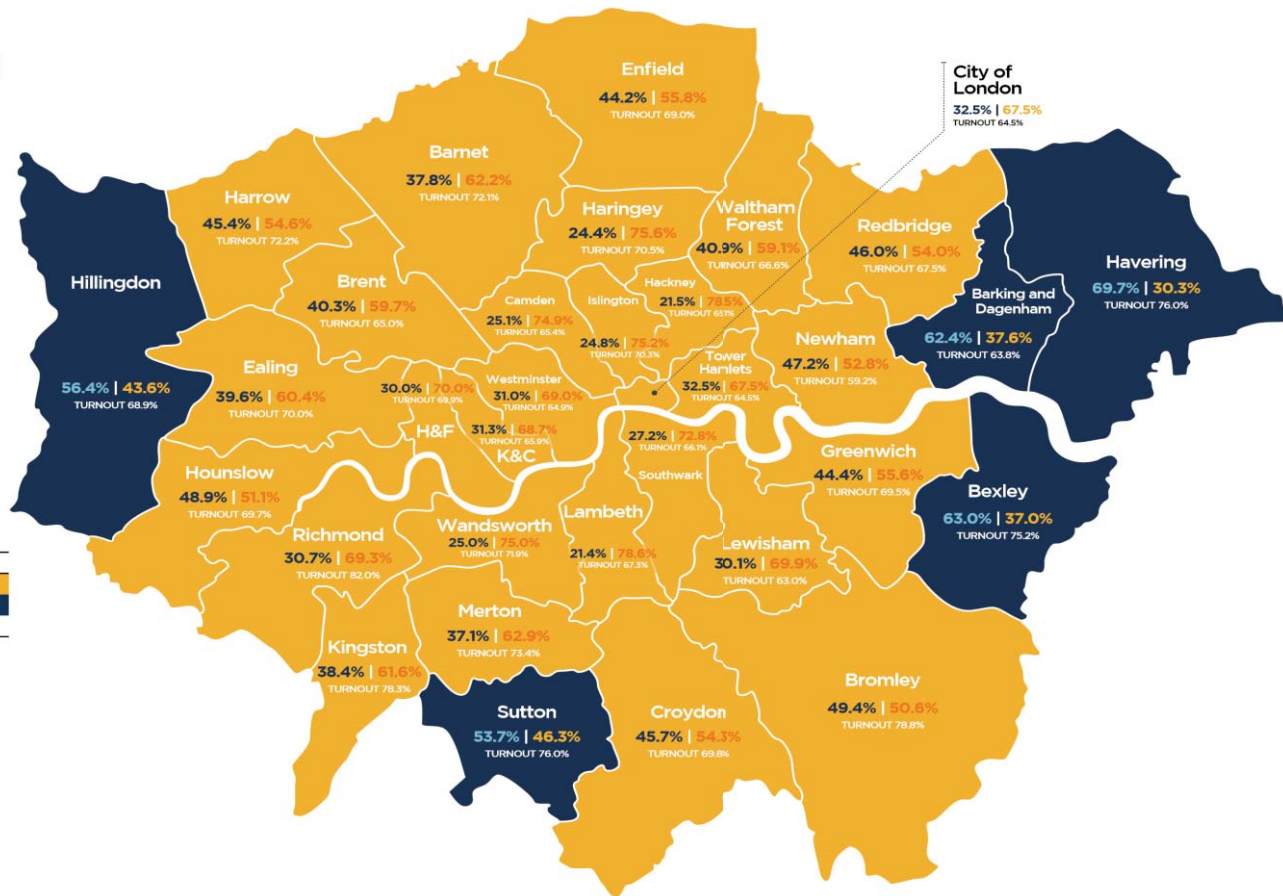 Enfield
44.2% | 55.8%
TURNOUT 69.0%
City of
London
32.5% | 67.5%
TURNOUT 64.5%
Barnet
37.8% | 62.2%
TURNOUT 72.1%
Harrow
45.4% | 54.6%
TURNOUT 72.2%
Haringey
24.4% | 75.6%
TURNOUT 70.5%
Waltham
Forest
40.9% | 59.1%
TURNOUT 66.6%
Redbridge
46.0% | 54.0%
TURNOUT 67.5%
Havering
69.7% | 30.3%
TURNOUT 76.0%
Barking and
Dagenham
62.4% | 37.6%
TURNOUT 63.8%
Hillingdon
56.4% | 43.6%
TURNOUT 68.9%
Brent
40.3% | 59.7%
TURNOUT 65.0%
Camden
25.1% | 74.9%
TURNOUT 65.4%
Islington
24.8% | 75.2%
TURNOUT 70.3%
Hackney
21.5% | 78.5%
TURNOUT 65.1%
Newham
47.2% | 52.8%
TURNOUT 59.2%
Tower
Hamlets
32.5% | 67.5%
TURNOUT 64.5%
Ealing
39.6% | 60.4%
TURNOUT 70.0%
30.0% | 70.0%
TURNOUT 69.9%
H&F
Westminster
31.0% | 69.0%
TURNOUT 64.9%
31.3% | 68.7%
TURNOUT 65.9%
K&C
27.2% | 72.8%
TURNOUT 66.1%
Southwark
Greenwich
44.4% | 55.6%
TURNOUT 69.5%
Bexley
63.0% | 37.0%
TURNOUT 75.2%
Hounslow
48.9% | 51.1%
TURNOUT 69.7%
Richmond
30.7% | 69.3%
TURNOUT 82.0%
Wandsworth
25.0% | 75.0%
TURNOUT 71.9%
Lambeth
21.4% | 78.6%
TURNOUT 67.3%
Lewisham
30.1% | 69.9%
TURNOUT 63.0%
Merton
37.1% | 62.9%
TURNOUT 73.4%
Kingston
38.4% | 61.6%
TURNOUT 78.3%
Sutton
53.7% | 46.3%
TURNOUT 76.0%
Croydon
45.7% | 54.3%
TURNOUT 69.8%
Bromley
49.4% | 50.6%
TURNOUT 78.8%